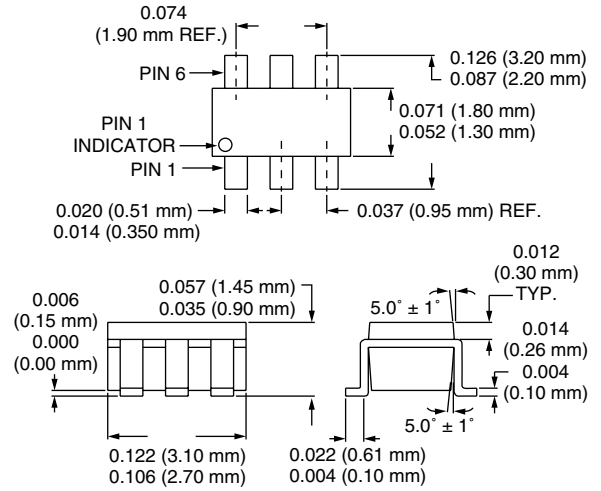 0.074
(1.90 mm REF.)
PIN 6
0.126 (3.20 mm)
0.087 (2.20 mm)
0.071 (1.80 mm)
0.052 (1.30 mm)
PIN 1
INDICATOR
PIN 1
0.020 (0.51 mm)
0.014 (0.350 mm)
0.037 (0.95 mm) REF.
0.006
(0.15 mm)
0.000
(0.00 mm)
0.057 (1.45 mm)
0.035 (0.90 mm)
0.122 (3.10 mm)
0.106 (2.70 mm)
5.0° ± 1°
0.012
(0.30 mm)
TYP.
0.014
(0.26 mm)
0.004
(0.10 mm)
5.0° ± 1°
0.022 (0.61 mm)
0.004 (0.10 mm)